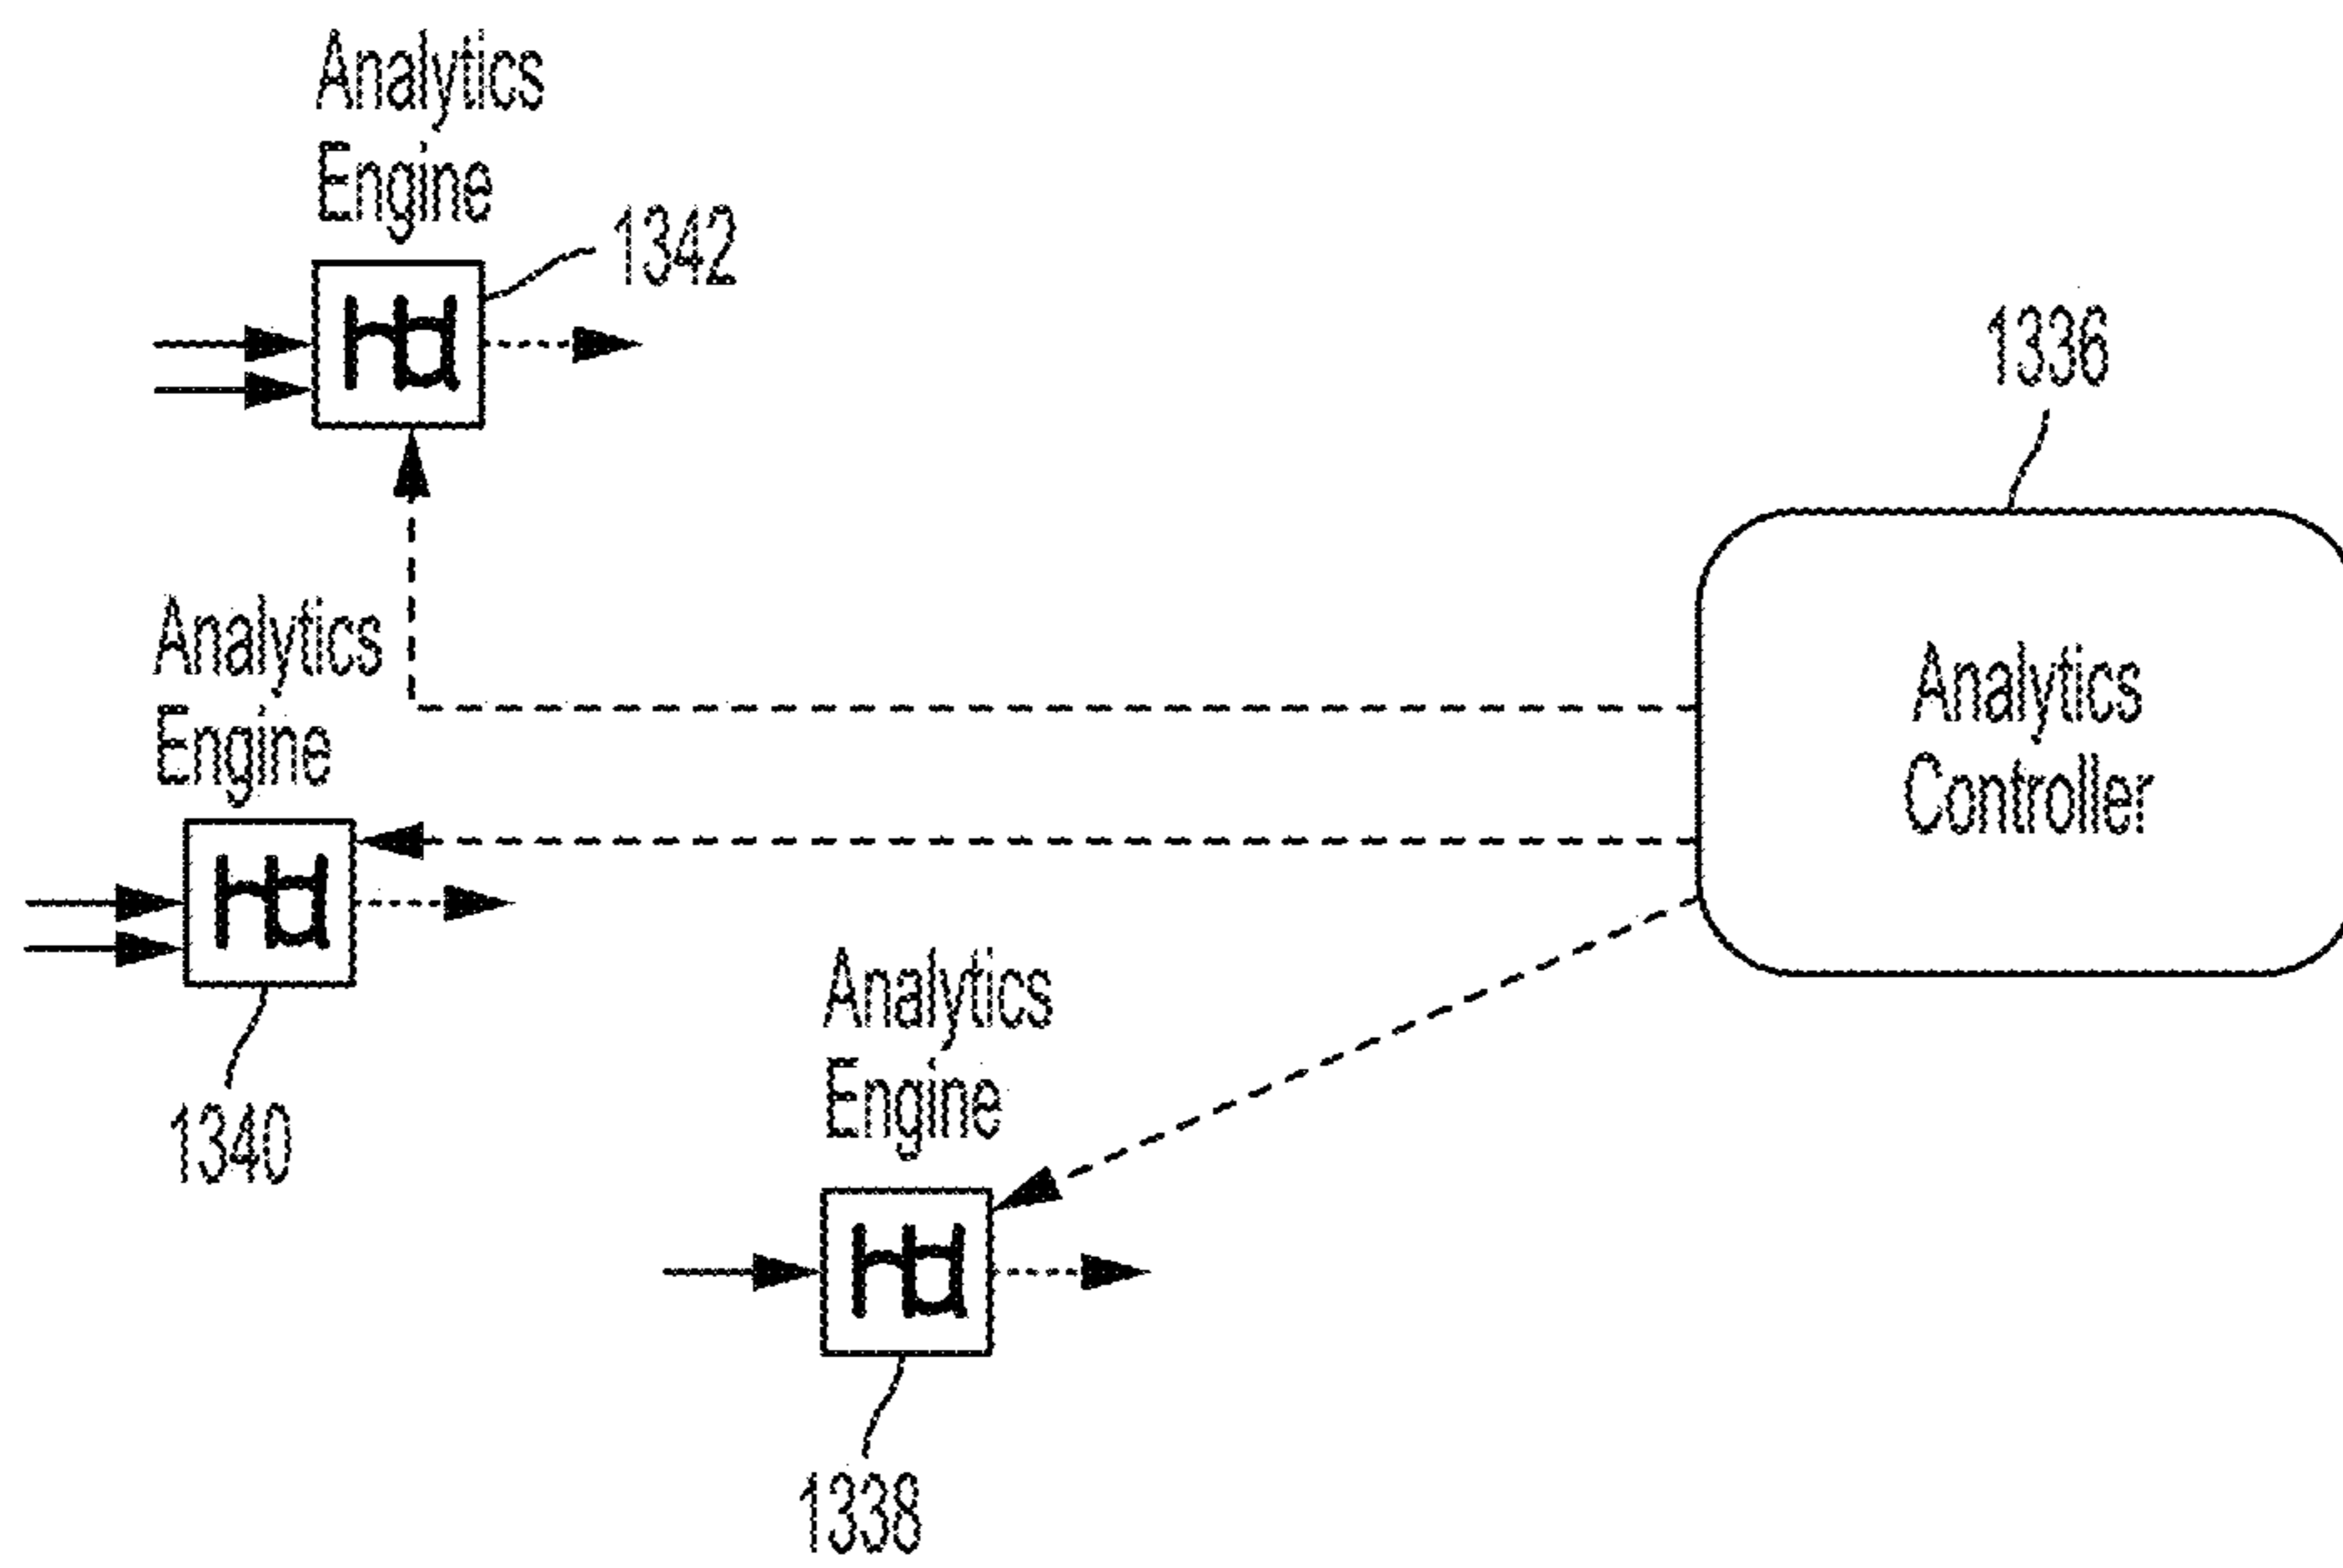 Analytics
Engine
1342
1336
Analytics
Engine
Analytics
Controller
1340
Analytics
Engine
1338